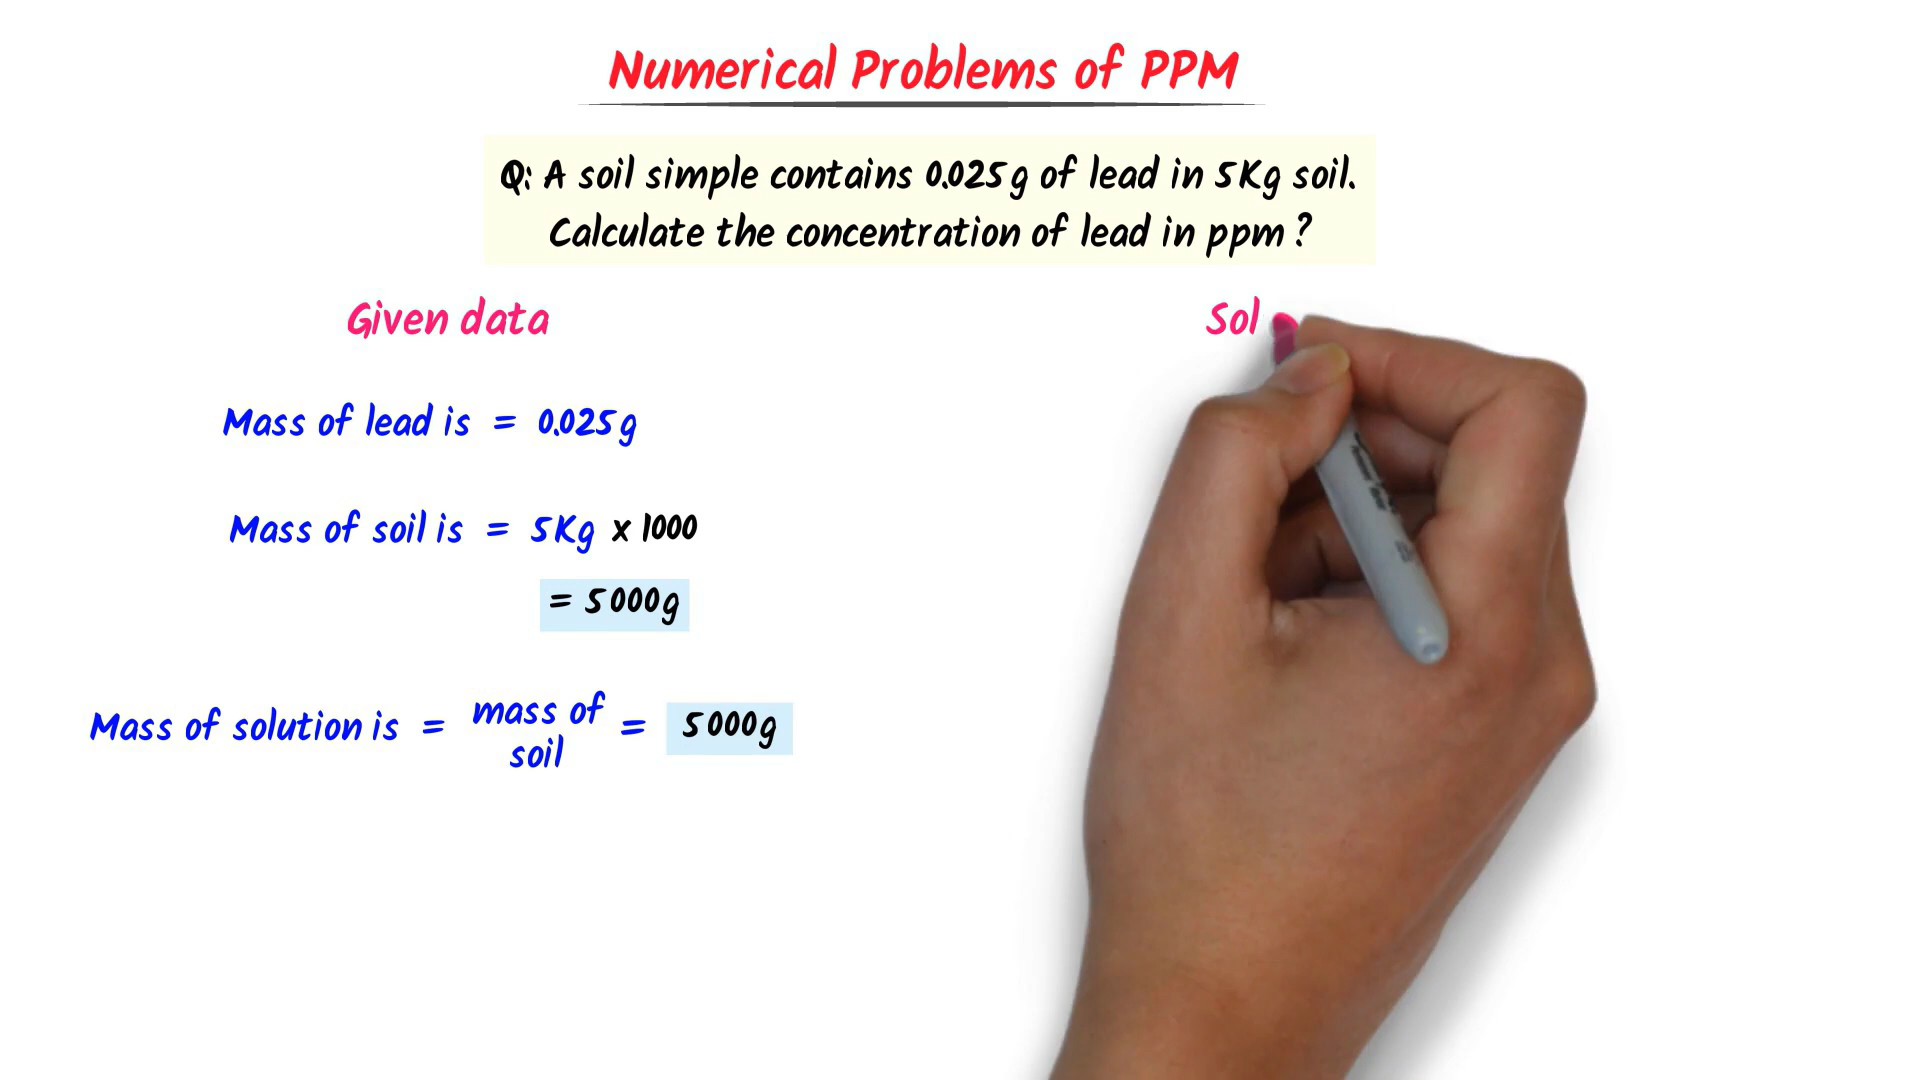 Numerical Problems of PPM
Q: A soil simple contains 0.025g of lead in 5Kg soil.
Calculate the concentration of lead in ppm ?
Given data
Sol
Mass of lead is = 0.025g
Mass of soil is = 5Kg x 1000
= 5000g
Mass of solution is = mass of soil = 5000g